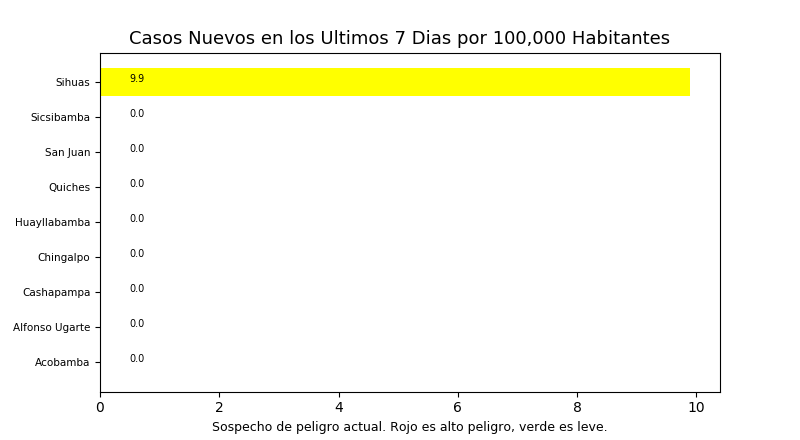 Casos Nuevos en los Ultimos 7 Dias por 100,000 Habitantes
Sihuas 9.9
Sicsibamba 0.0
San Juan 0.0
Quiches 0.0
Huayllabamba 0.0
Chingalpo 0.0
Cashapampa 0.0
Alfonso Ugarte 0.0
Acobamba 0.0
0 2 4 6 8 10
Sospecho de peligro actual. Rojo es alto peligro, verde es leve.